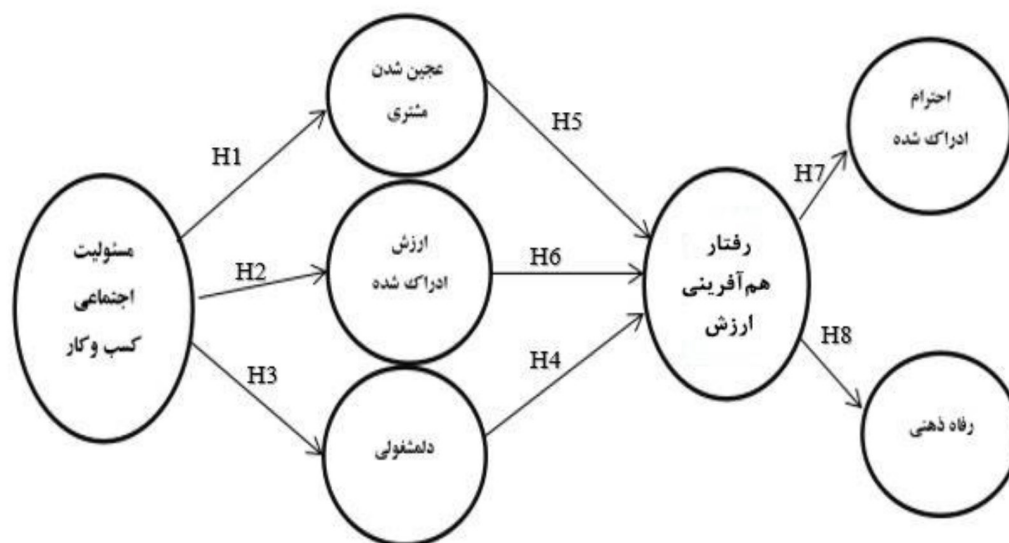 عجین شدن
مشتری
H1
H5
احترام
ادراک شده
H7
مسئولیت
اجتماعی
کسب و کار
H2
ارزش
ادراک شده
H6
رفتار
هم‌آفرینی
ارزش
H3
دلمشغولی
H4
H8
رفاه ذهنی